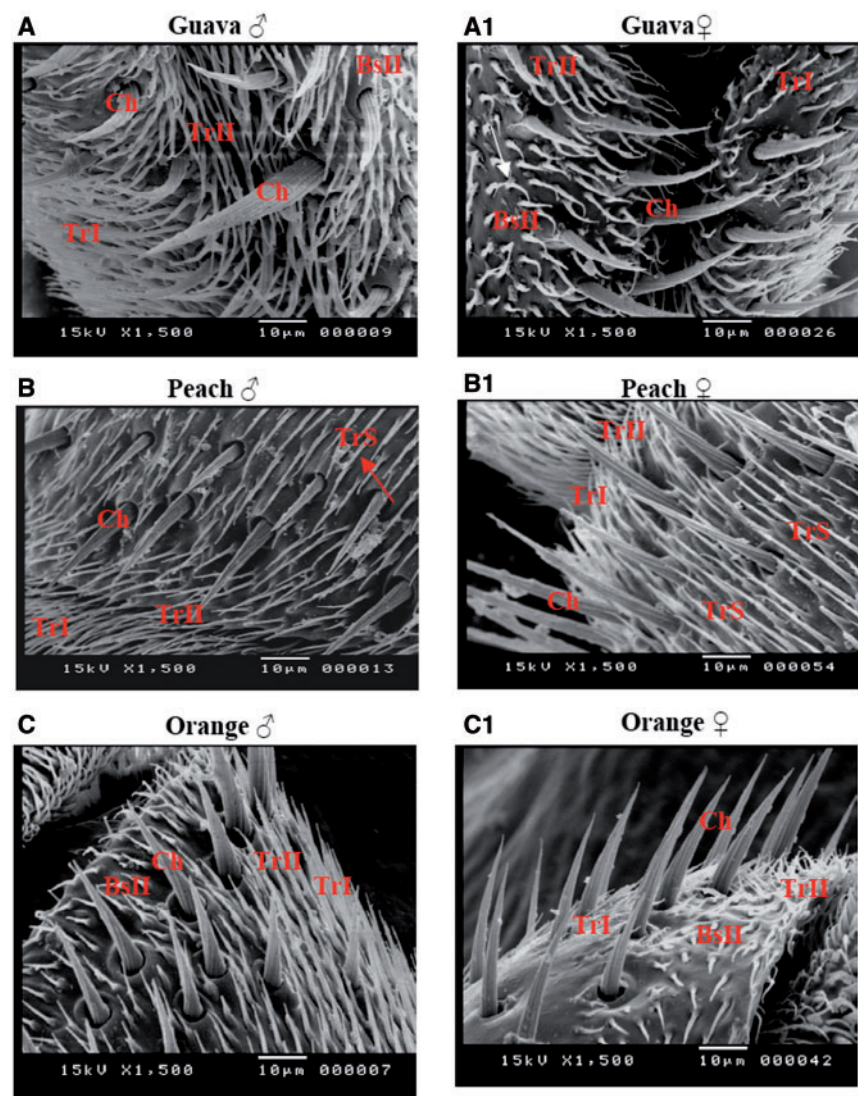 A Guava ♂
Ch
BsII
TrII
Ch
TrI
15kV X1,500 10µm 000009
A1 Guava♀
TrII
TrI
Ch
BsII
15kV X1,500 10µm 000026
B Peach ♂
TrS
Ch
TrII
TrI
15kV X1,500 10µm 000013
B1 Peach ♀
TrII
TrI
TrS
Ch
TrS
15kV X1,500 10µm 000054
C Orange ♂
Ch
TrII
BsII
TrI
15kV X1,500 10µm 000007
C1 Orange ♀
Ch
TrII
TrI
BsII
15kV X1,500 10µm 000042